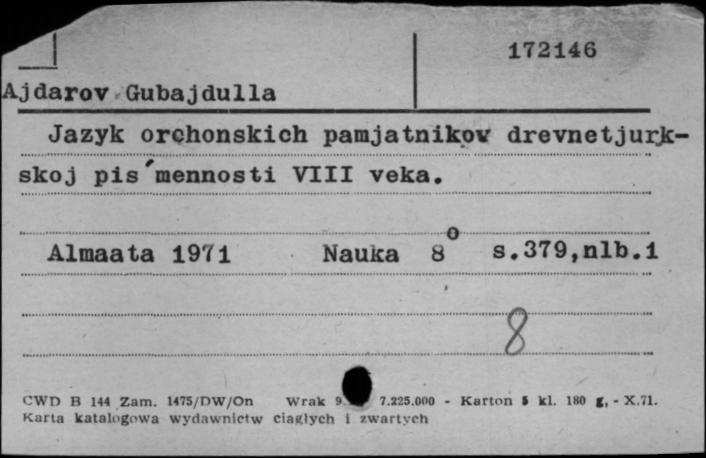 172146
Ajdarov Gubajdulla
Jazyk orchonskich pamjatnikov drevnetjurk-
skoj pis´mennosti VIII veka.
Almaata 1971 Nauka 8° s.379,nlb.1
8
CWD B 144 Zam. 1475/DW/On Wrak 9. 7.225.000 - Karton 5 kl. 180 g, - X.71.
Karta katalogowa wydawnictw ciągłych i zwartych